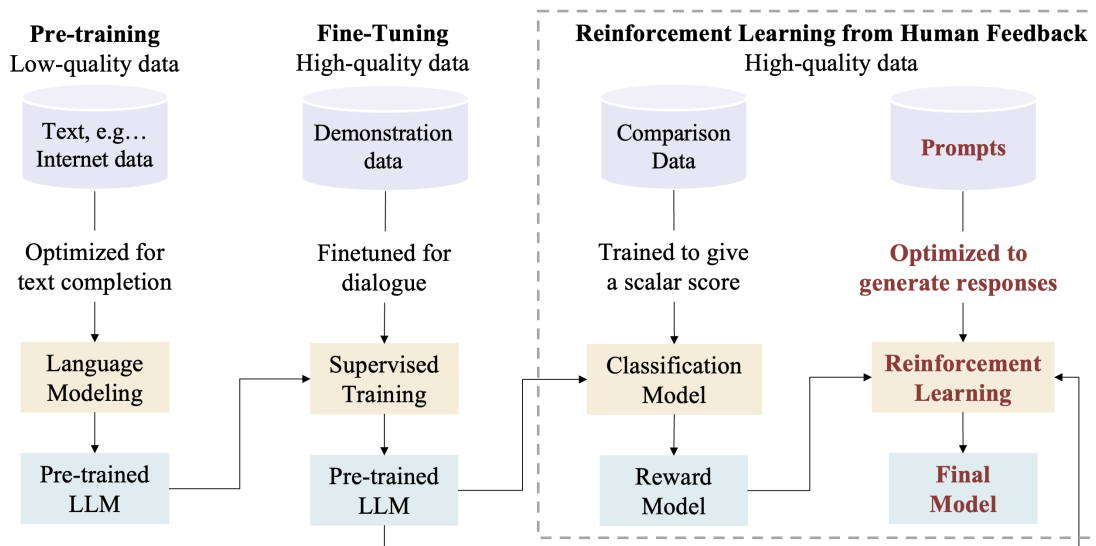 Pre-training
Low-quality data
Text, e.g…
Internet data
Optimized for
text completion
Language
Modeling
Pre-trained
LLM
Fine-Tuning
High-quality data
Demonstration
data
Finetuned for
dialogue
Supervised
Training
Pre-trained
LLM
Reinforcement Learning from Human Feedback
High-quality data
Comparison
Data
Trained to give
a scalar score
Classification
Model
Reward
Model
Prompts
Optimized to
generate responses
Reinforcement
Learning
Final
Model